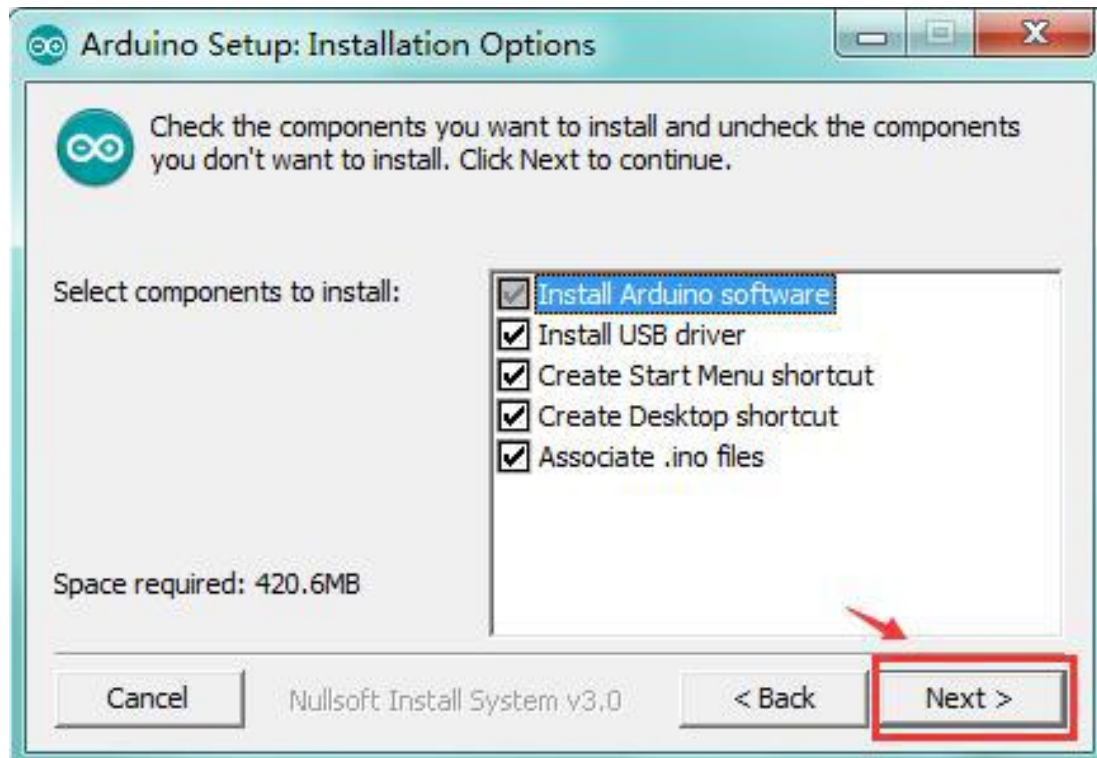 Arduino Setup: Installation Options
Check the components you want to install and uncheck the components
you don't want to install. Click Next to continue.
Select components to install:
Install Arduino software
Install USB driver
Create Start Menu shortcut
Create Desktop shortcut
Associate .ino files
Space required: 420.6MB
Cancel
Nullsoft Install System v3.0
< Back
Next >